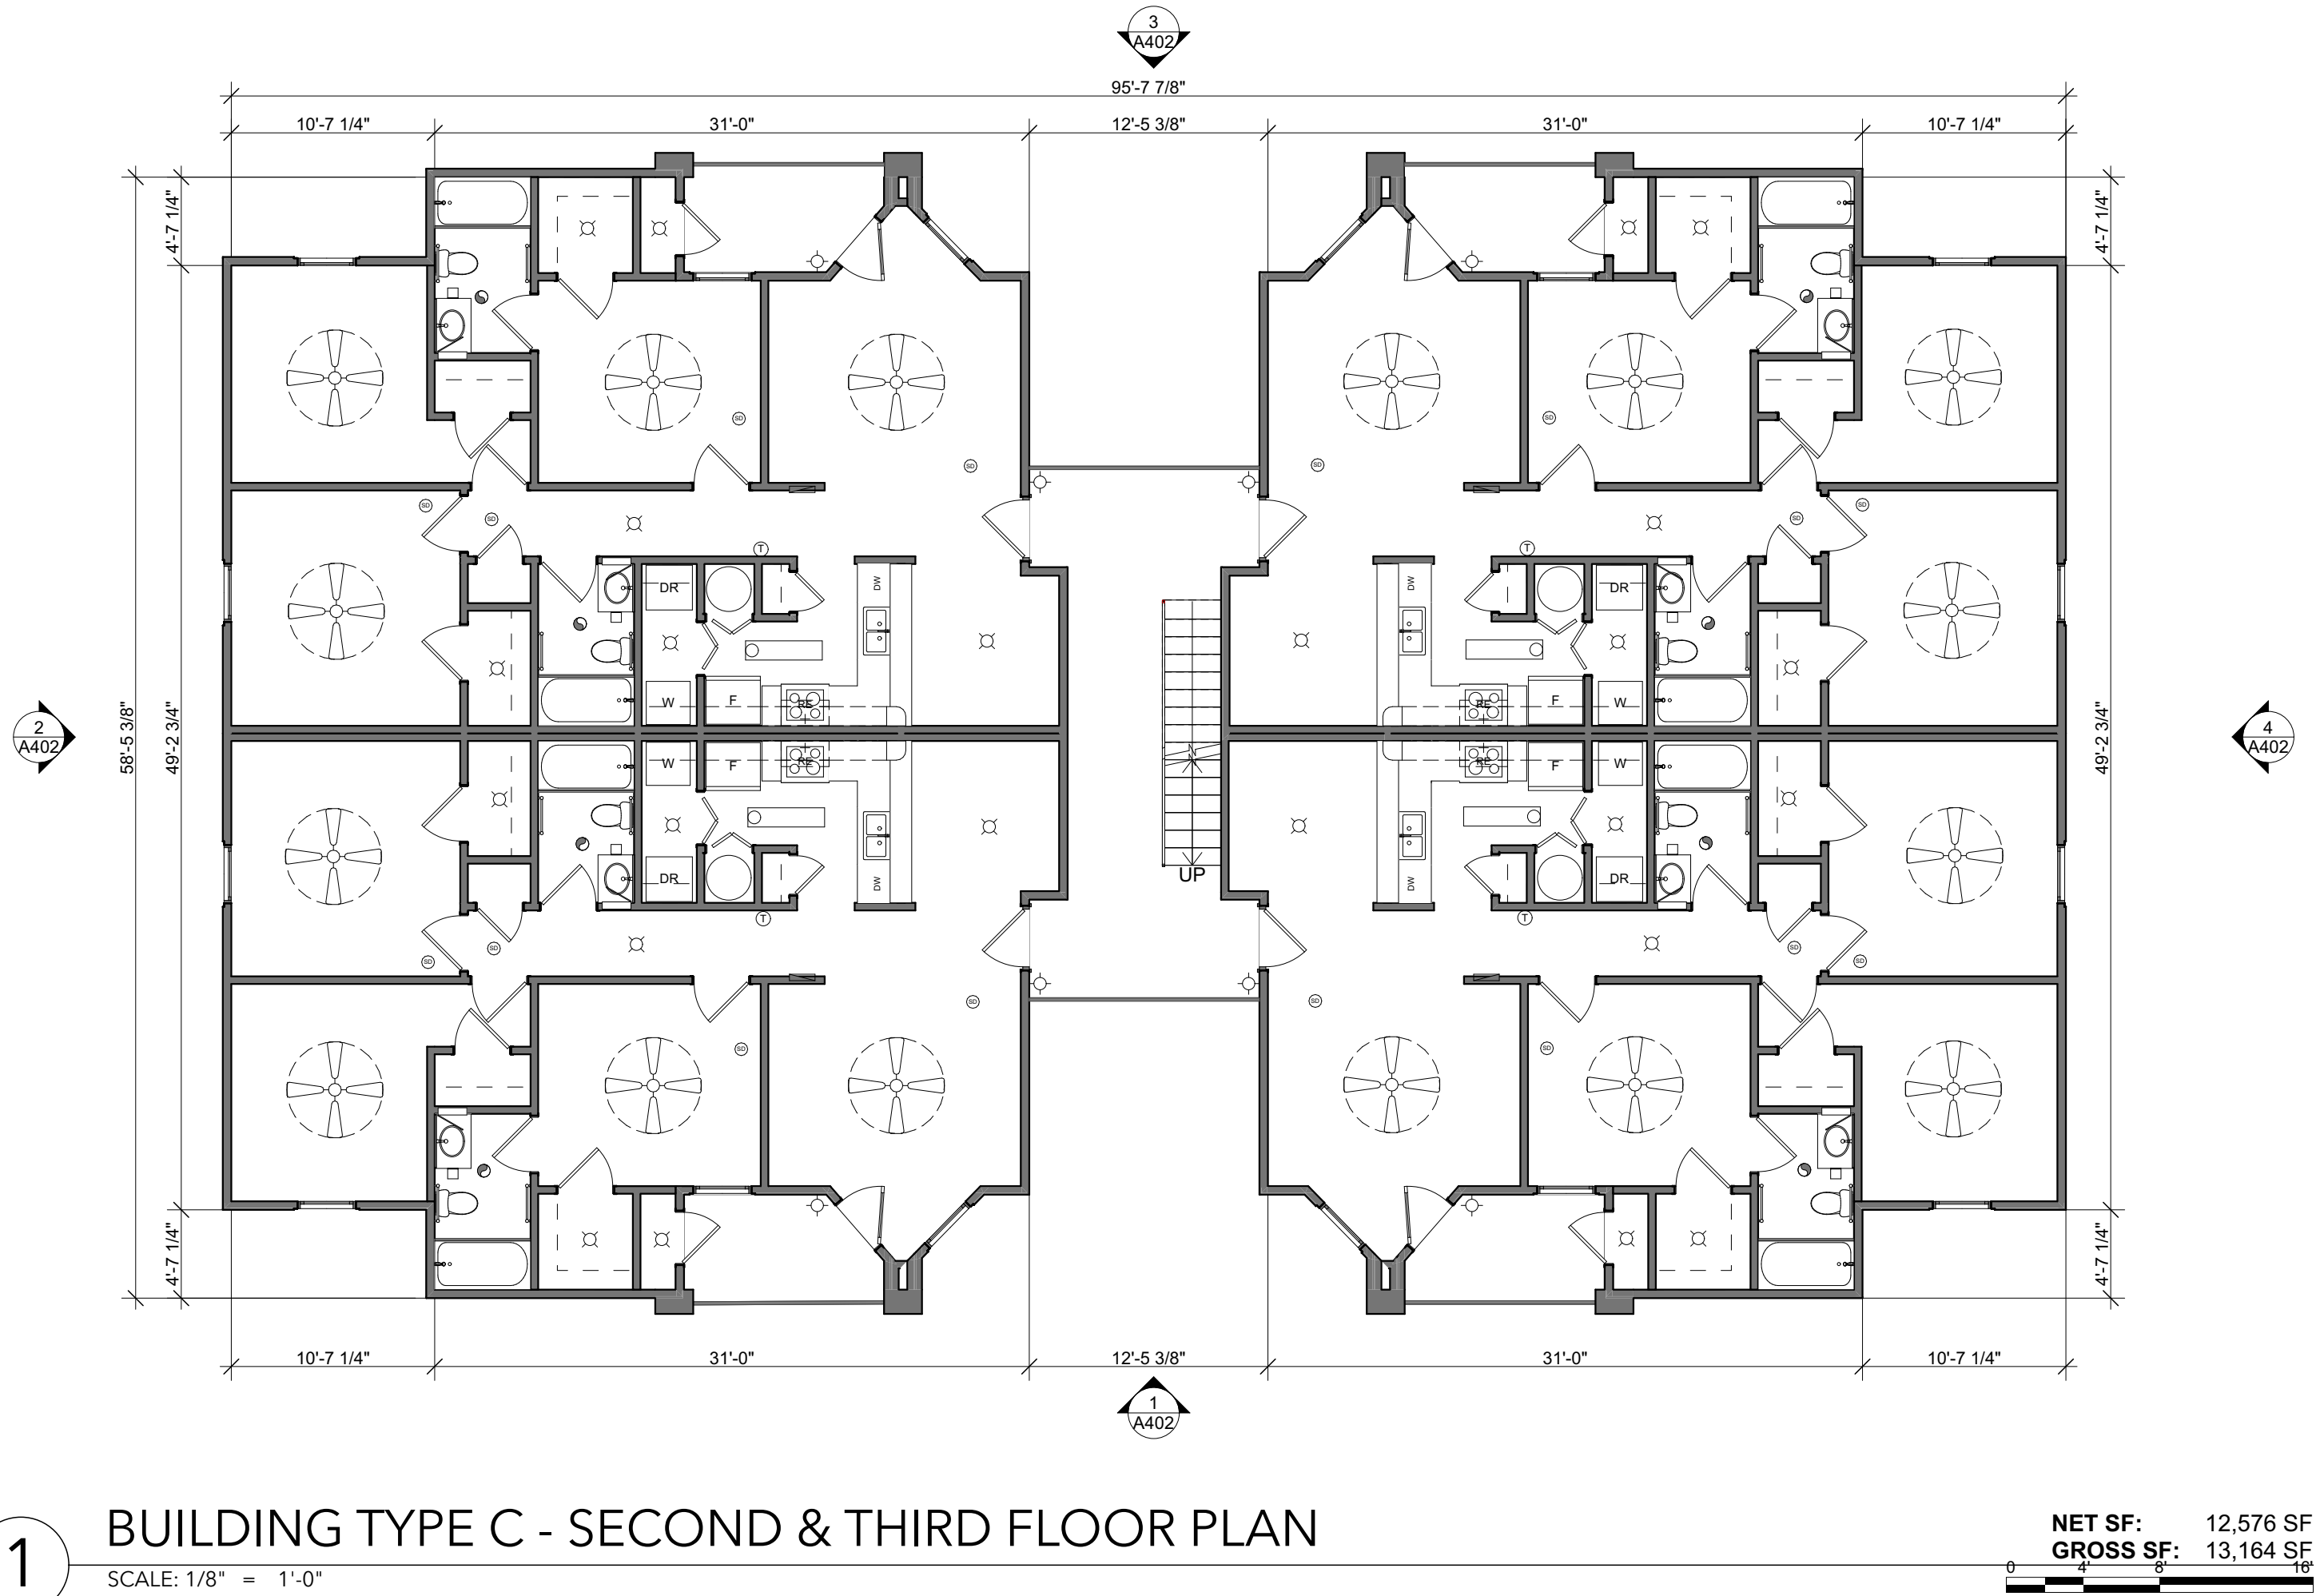 3
A402
95'-7 7/8"
10'-7 1/4" 31'-0" 12'-5 3/8" 31'-0" 10'-7 1/4"
4'-7 1/4" 4'-7 1/4"
SD SD
SD SD
SD SD SD SD
T T
DR DW DW DR
W F RE RE F W
58'-5 3/8" 49'-2 3/4" 49'-2 3/4"
2
A402
4
A402
W F RE RE F W
DR DW UP DW DR
T T
SD SD
SD SD
SD SD
SD SD
4'-7 1/4" 4'-7 1/4"
10'-7 1/4" 31'-0" 12'-5 3/8" 31'-0" 10'-7 1/4"
1
A402
1
BUILDING TYPE C - SECOND & THIRD FLOOR PLAN
SCALE: 1/8" = 1'-0"
NET SF: 12,576 SF
GROSS SF: 13,164 SF
0 4' 8' 16'